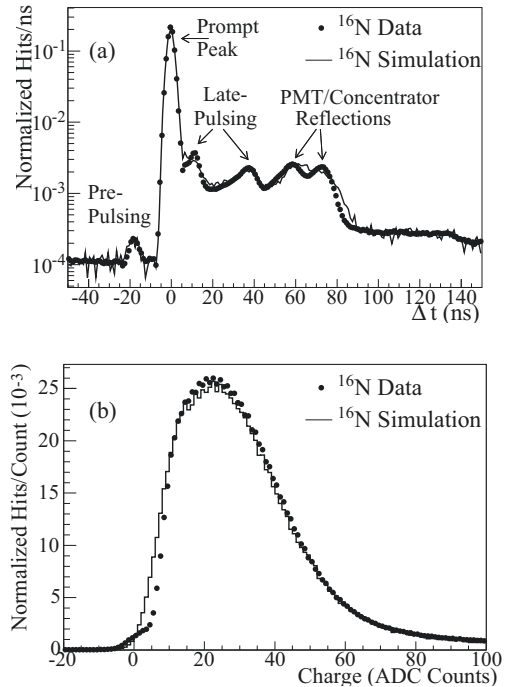 Normalized Hits/ns
10⁻¹
10⁻²
10⁻³
10⁻⁴
(a)
Prompt
Peak
¹⁶N Data
¹⁶N Simulation
Late-
Pulsing
PMT/Concentrator
Reflections
Pre-
Pulsing
-40 -20 0 20 40 60 80 100 120 140
Δt (ns)
Normalized Hits/Count (10⁻³)
25
20
15
10
5
0
(b)
¹⁶N Data
¹⁶N Simulation
-20 0 20 40 60 80 100
Charge (ADC Counts)